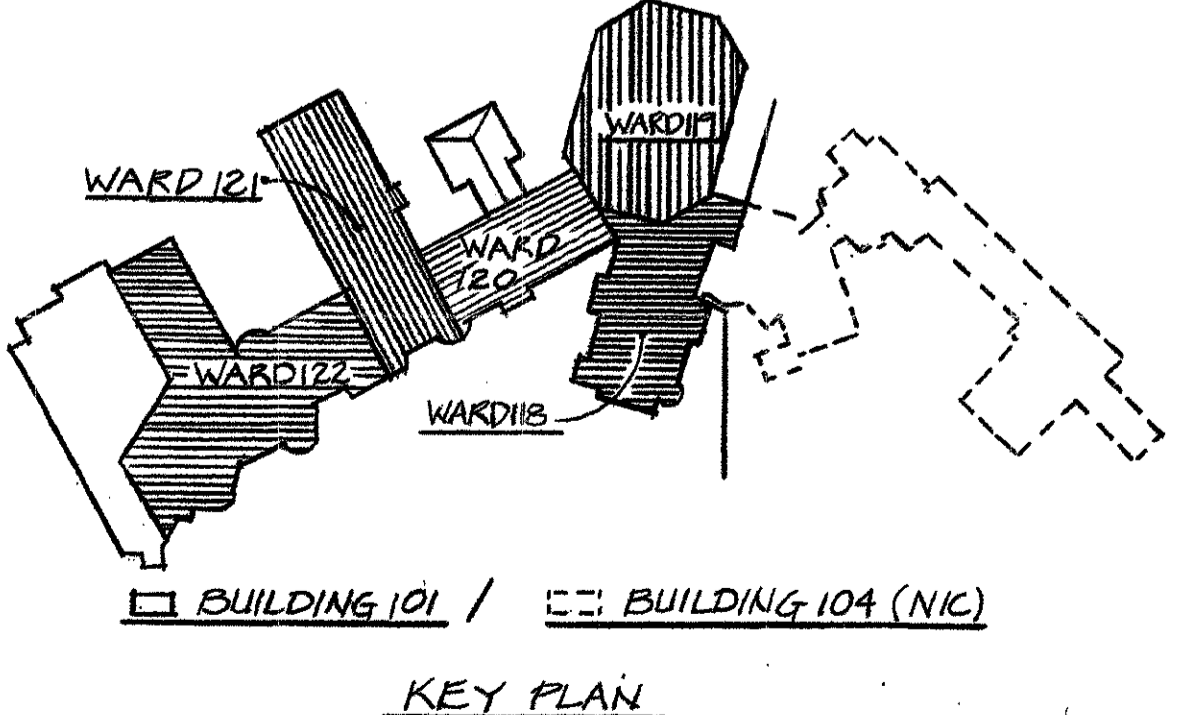 WARD 119
WARD 121
WARD
120
WARD 122
WARD 118
BUILDING 101 / BUILDING 104 (NIC)
KEY PLAN